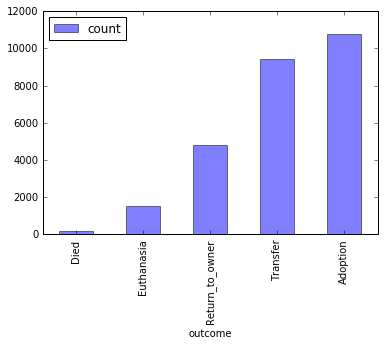 12000
10000
8000
6000
4000
2000
0
count
Died
Euthanasia
Return_to_owner
Transfer
Adoption
outcome